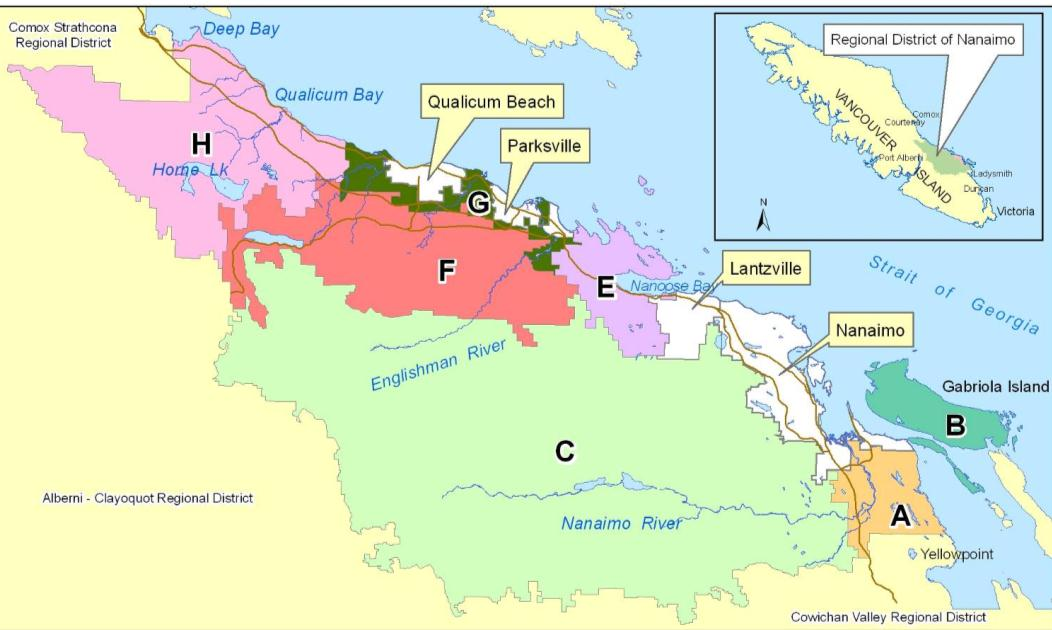 Comox Strathcona
Regional District
Deep Bay
Qualicum Bay
Qualicum Beach
Parksville
H
Horne Lk
G
F
E
Nanoose Bay
Lantzville
Nanaimo
Strait of Georgia
Gabriola Island
B
Englishman River
C
Alberni - Clayoquot Regional District
Nanaimo River
A
Yellowpoint
Cowichan Valley Regional District
Regional District of Nanaimo
VANCOUVER
ISLAND
Comox
Courtenay
Port Alberni
Ladysmith
Duncan
Victoria
N